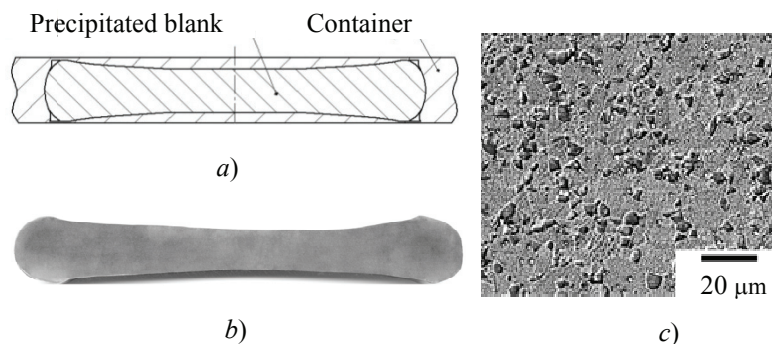 Precipitated blank
Container
a)
b)
20 μm
c)